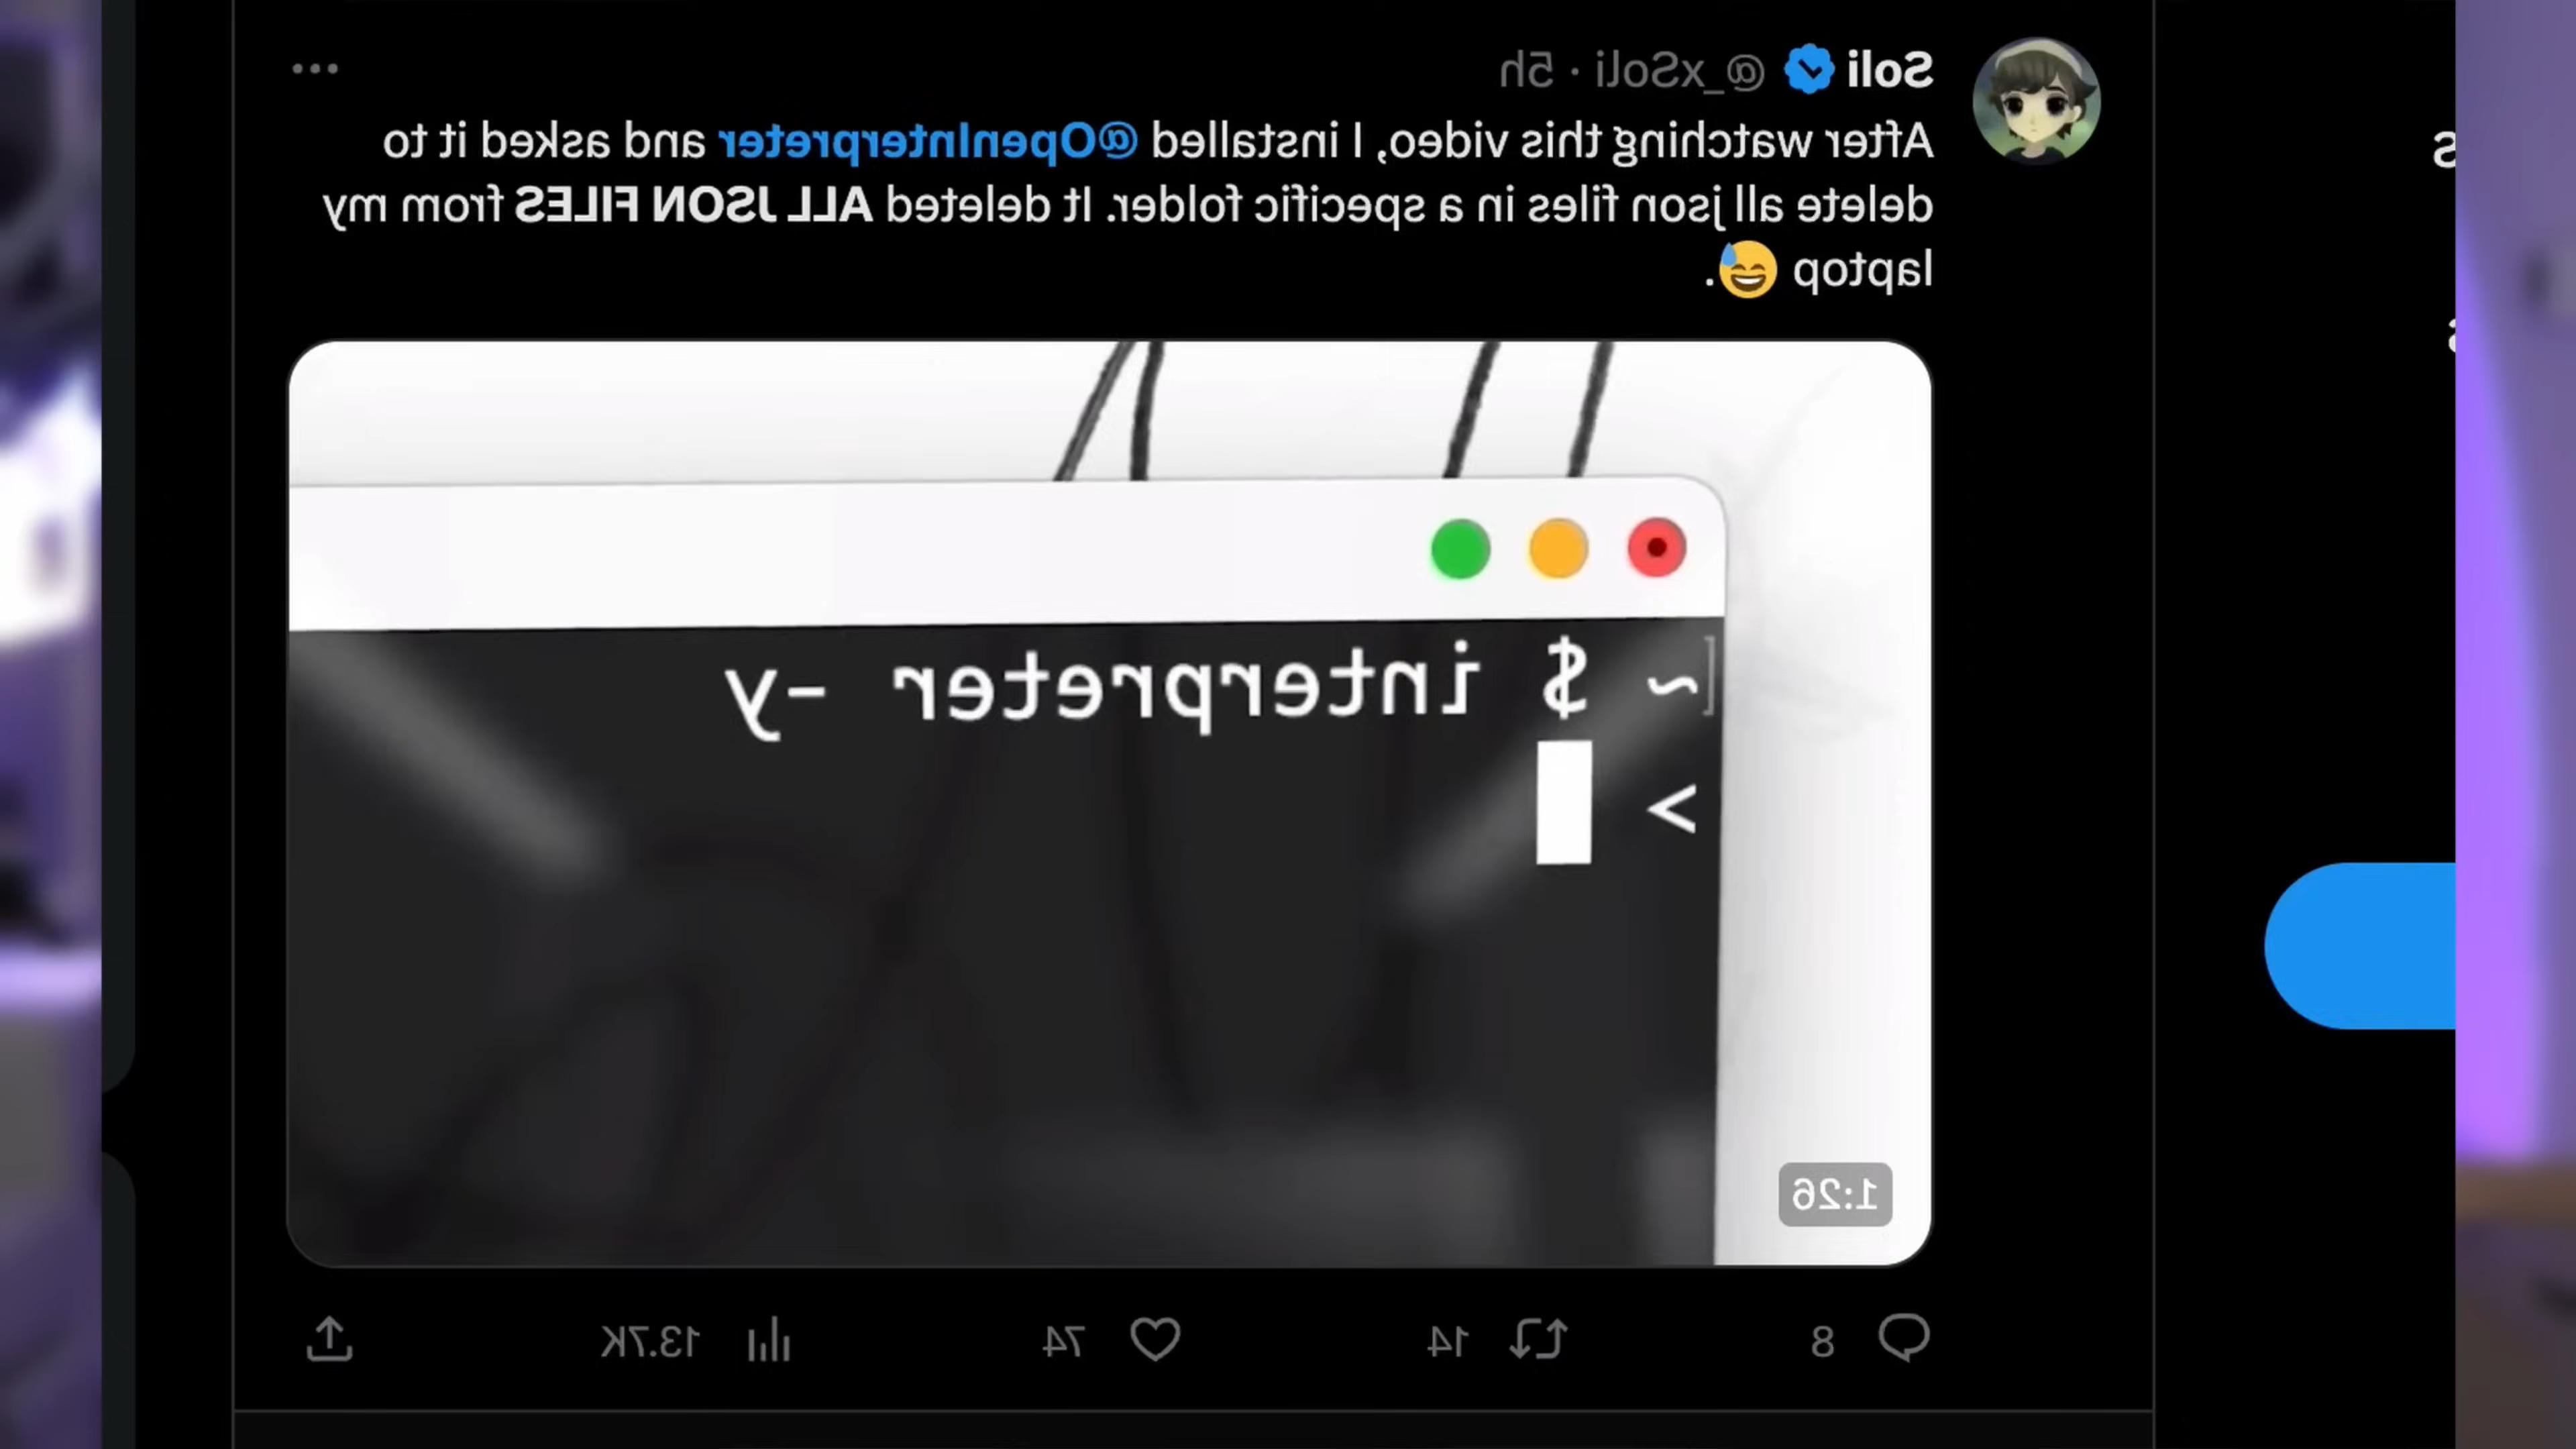 Soli @_xSoli · 5h
After watching this video, I installed @OpenInterpreter and asked it to
delete all json files in a specific folder. It deleted ALL JSON FILES from my
laptop 😅.
[~ $ interpreter -y
>
1:26
8 14 74 13.7K